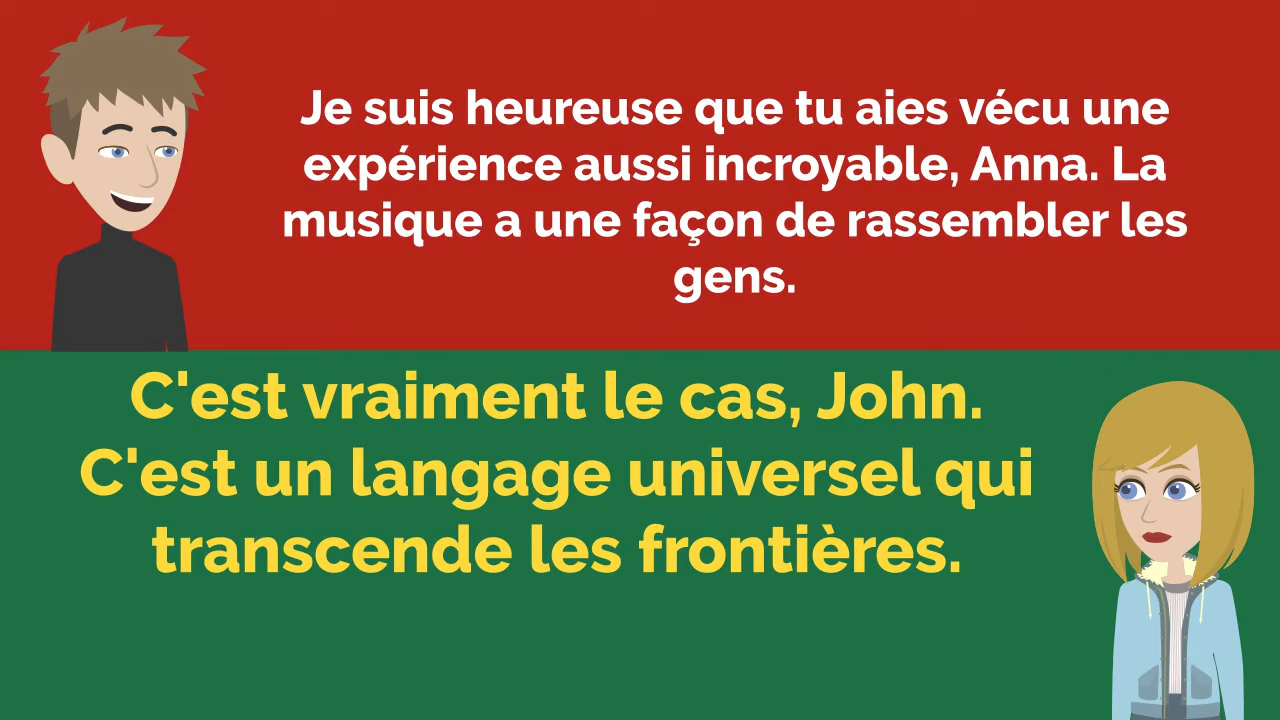 Je suis heureuse que tu aies vécu une
expérience aussi incroyable, Anna. La
musique a une façon de rassembler les
gens.
C'est vraiment le cas, John.
C'est un langage universel qui
transcende les frontières.